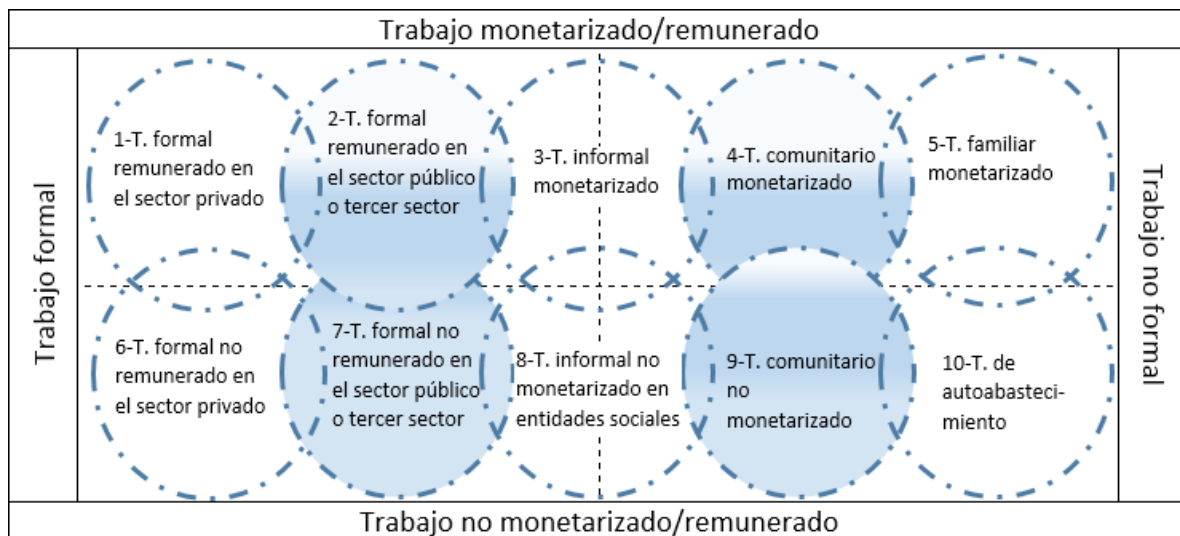 Trabajo monetarizado/remunerado
Trabajo formal
1-T. formal
remunerado en
el sector privado
2-T. formal
remunerado en
el sector público
o tercer sector
3-T. informal
monetarizado
4-T. comunitario
monetarizado
5-T. familiar
monetarizado
Trabajo no formal
6-T. formal no
remunerado en
el sector privado
7-T. formal no
remunerado en
el sector público
o tercer sector
8-T. informal no
monetarizado en
entidades sociales
9-T. comunitario
no
monetarizado
10-T. de
autoabasteci-
miento
Trabajo no monetarizado/remunerado